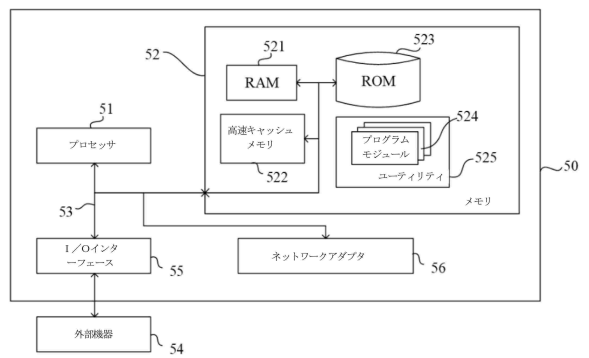 52
521
RAM
523
ROM
51
プロセッサ
高速キャッシュ
メモリ
522
プログラム
モジュール
524
ユーティリティ
525
メモリ
50
53
I/Oインタ
ーフェース
55
ネットワークアダプタ
56
外部機器
54